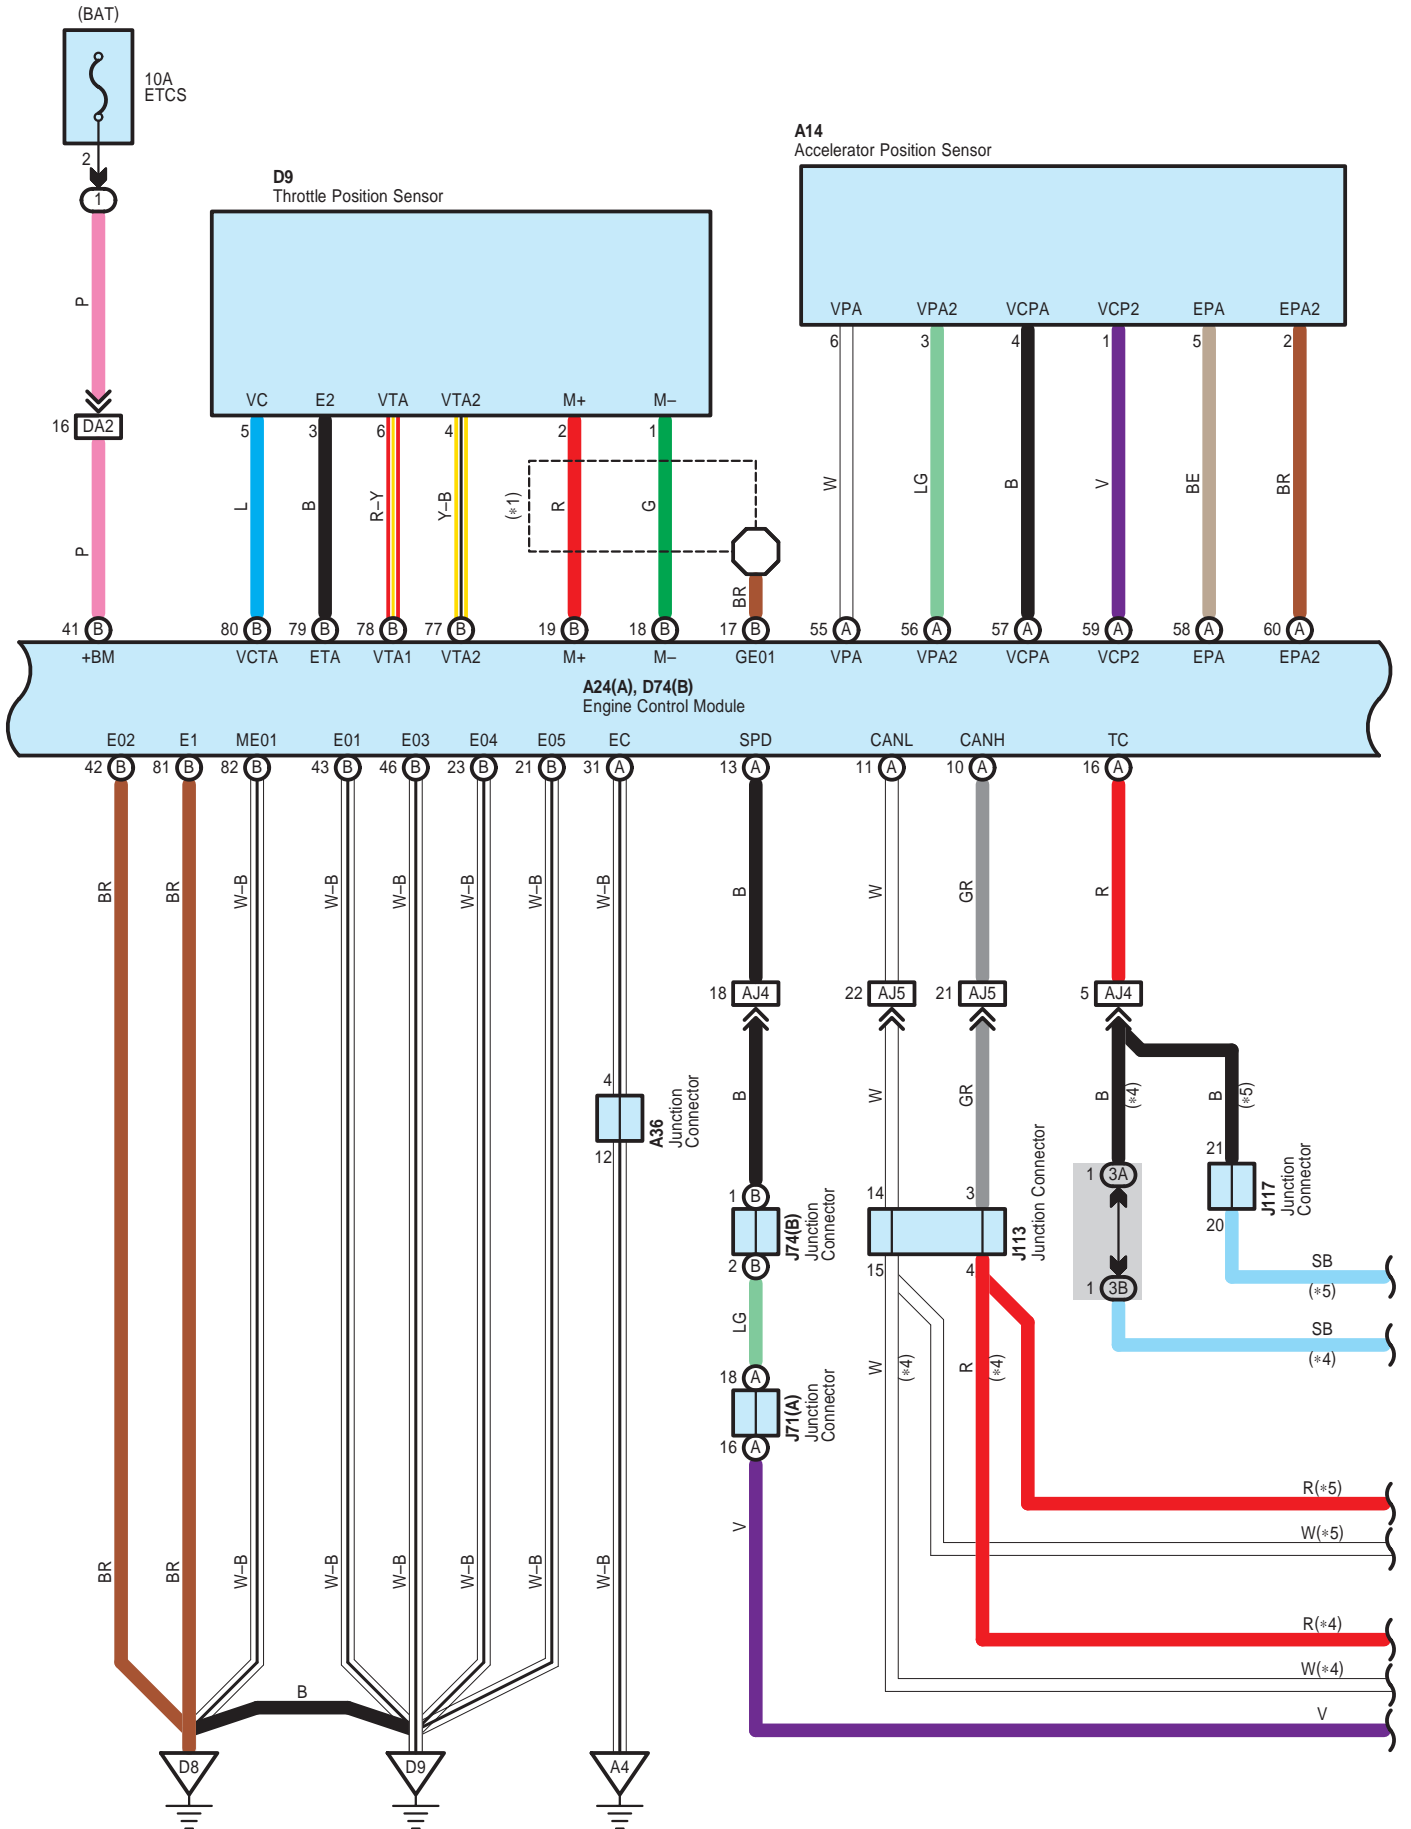 (BAT)
10A
ETCS
2
1
P
16 DA2
P
D9
Throttle Position Sensor
VC E2 VTA VTA2 M+ M–
5 3 6 4 2 1
L B R–Y Y–B (*1) R G
BR
A14
Accelerator Position Sensor
VPA VPA2 VCPA VCP2 EPA EPA2
6 3 4 1 5 2
W LG B V BE BR
41 B 80 B 79 B 78 B 77 B 19 B 18 B 17 B 55 A 56 A 57 A 59 A 58 A 60 A
+BM VCTA ETA VTA1 VTA2 M+ M– GE01 VPA VPA2 VCPA VCP2 EPA EPA2
A24(A), D74(B)
Engine Control Module
E02 E1 ME01 E01 E03 E04 E05 EC SPD CANL CANH TC
42 B 81 B 82 B 43 B 46 B 23 B 21 B 31 A 13 A 11 A 10 A 16 A
BR BR W–B W–B W–B W–B W–B W–B B W GR R
18 AJ4 22 AJ5 21 AJ5 5 AJ4
4
A36
Junction
Connector
12
B W GR B (*4) B (*5)
1 B
J74(B)
Junction
Connector
2 B
LG
18 A
J71(A)
Junction
Connector
16 A
V
14 3
J113
Junction Connector
15 4
W (*4) R (*4)
1 3A
1 3B
21
J117
Junction
Connector
20
SB
(*5)
SB
(*4)
R(*5)
W(*5)
BR BR W–B W–B W–B W–B W–B W–B
R(*4)
W(*4)
V
B
D8 D9 A4